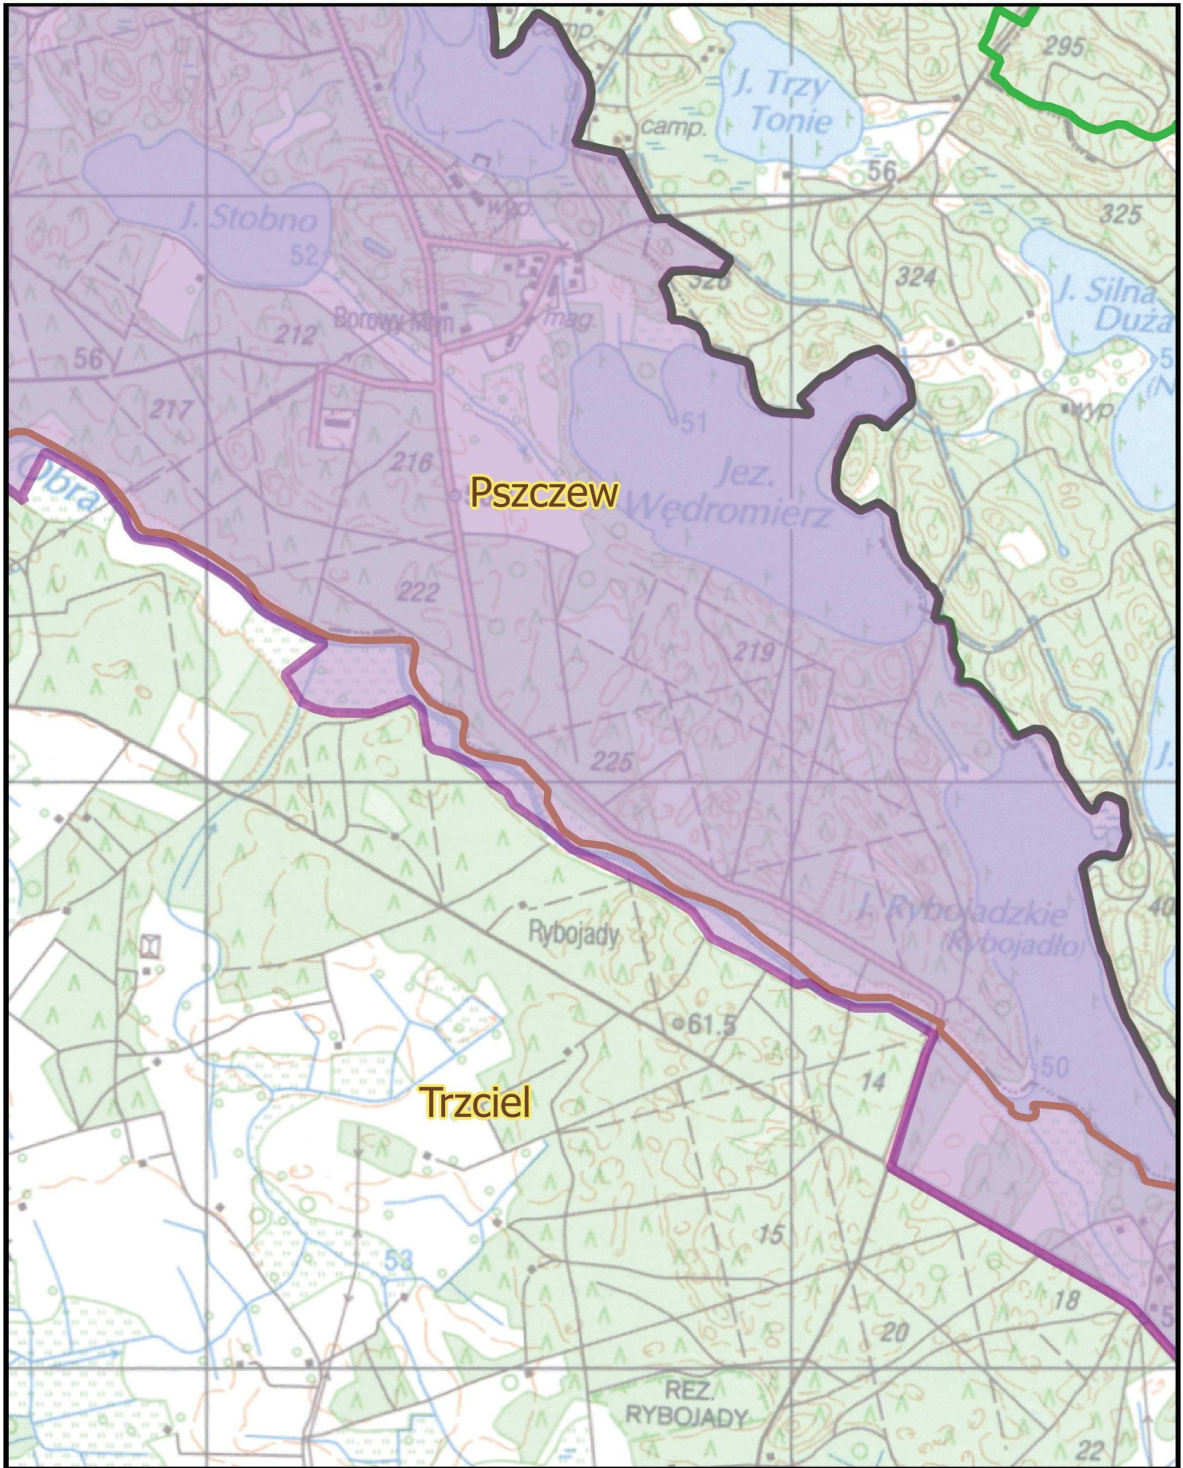 camp.
295
J. Trzy
Tonie
camp.
56
325
J. Stobno
52
wyp.
328
324
J. Silna
Duża
Borowy Młyn
mag.
212
56
(N
wyp.
217
51
216
Jez.
Wędromierz
Pszczew
Obra
222
219
225
J.
40
J. Rybojadzkie
(Rybojadło)
Rybojady
61.5
50
14
Trzciel
15
53
18
20
REZ.
RYBOJADY
22